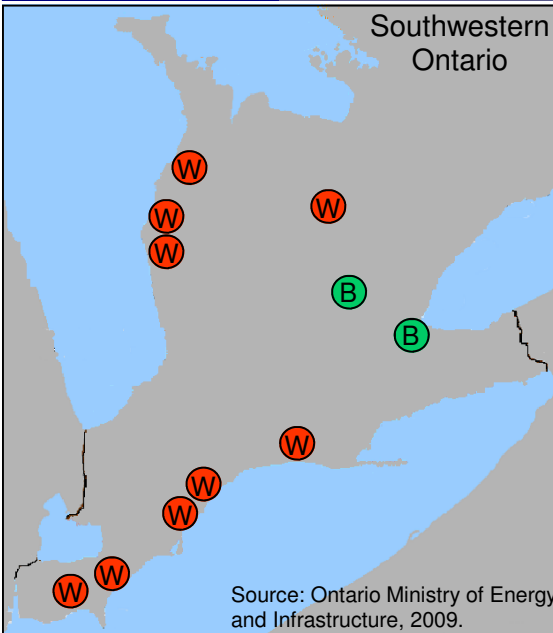 Southwestern
Ontario
W
W
W
W
B
B
W
W
W
W
W
Source: Ontario Ministry of Energy
and Infrastructure, 2009.